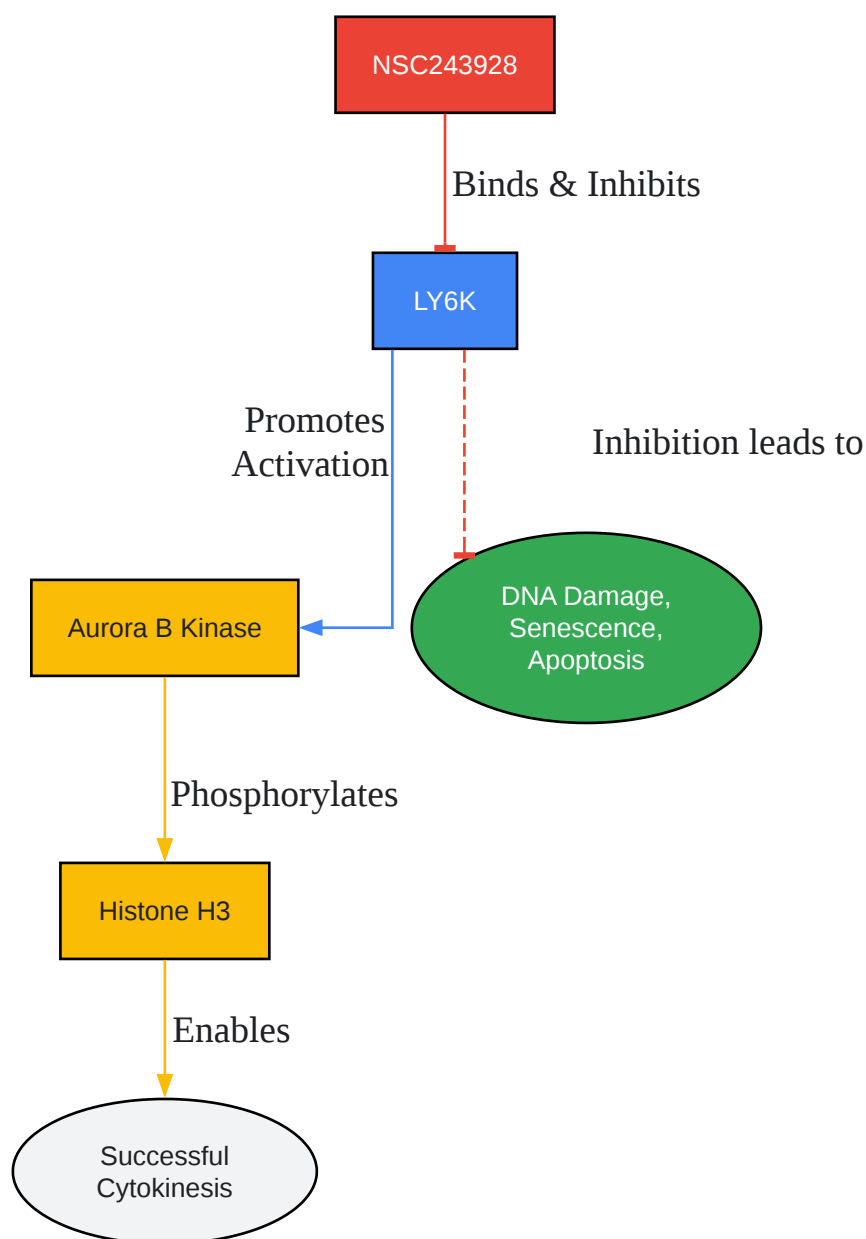 NSC243928
Binds & Inhibits
LY6K
Promotes
Activation
Inhibition leads to
Aurora B Kinase
DNA Damage,
Senescence,
Apoptosis
Phosphorylates
Histone H3
Enables
Successful
Cytokinesis